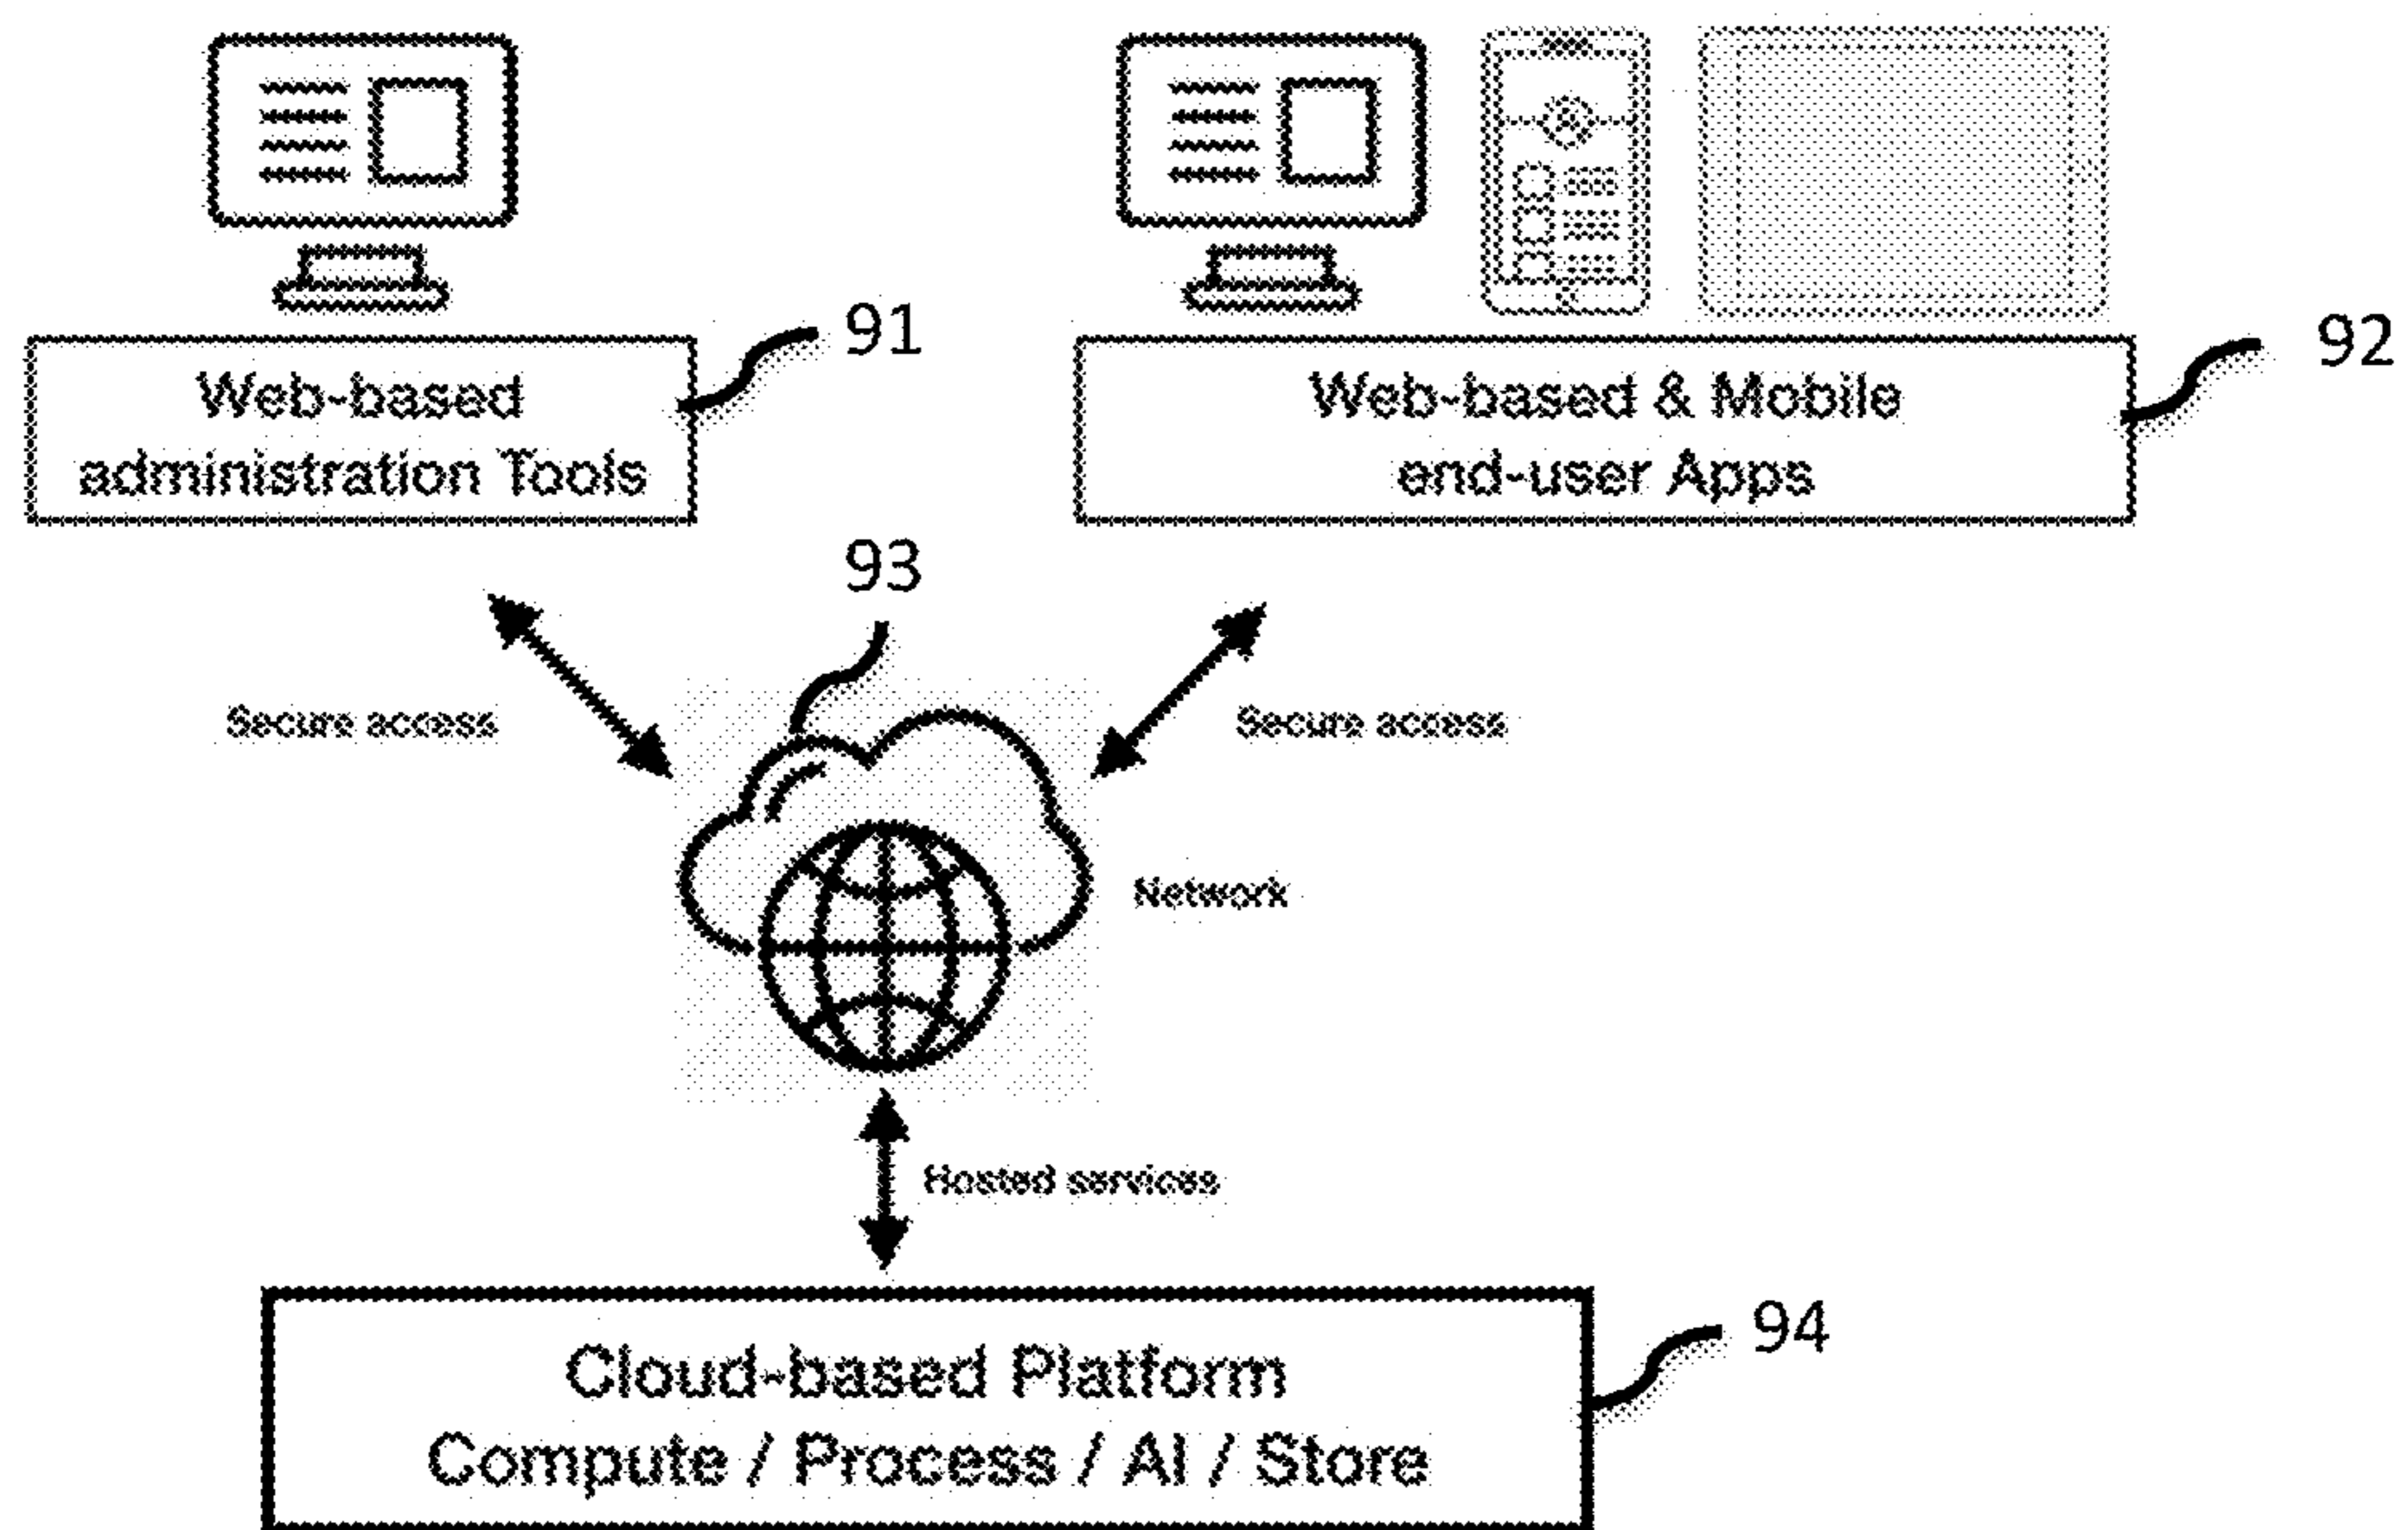 91
92
Web-based
administration Tools
Web-based & Mobile
end-user Apps
93
Secure access
Secure access
Network
Hosted services
94
Cloud-based Platform
Compute / Process / AI / Store